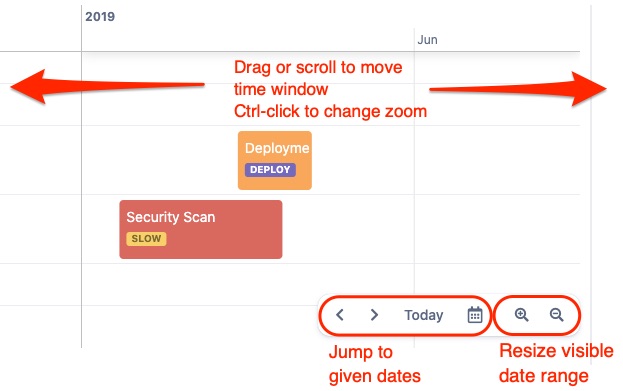 2019
Jun
Drag or scroll to move
time window
Ctrl-click to change zoom
Deployme
DEPLOY
Security Scan
SLOW
Today
Jump to
given dates
Resize visible
date range